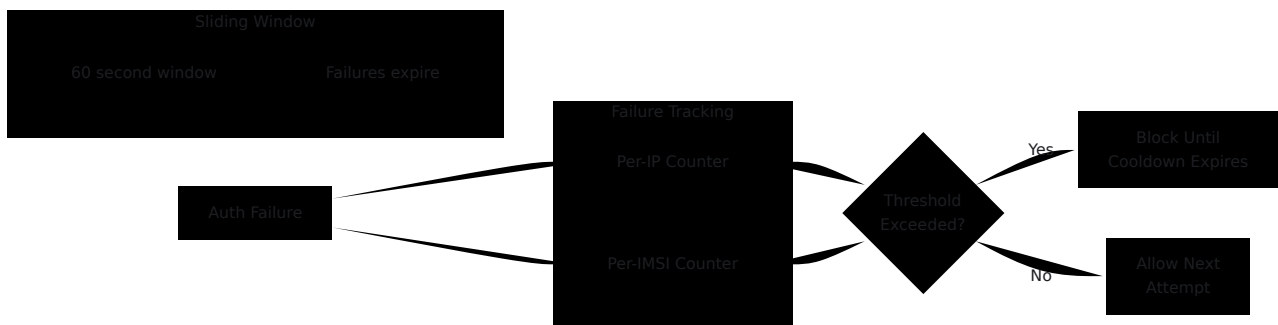 Sliding Window
60 second window
Failures expire
Failure Tracking
Per-IP Counter
Per-IMSI Counter
Auth Failure
Threshold
Exceeded?
Yes
No
Block Until
Cooldown Expires
Allow Next
Attempt